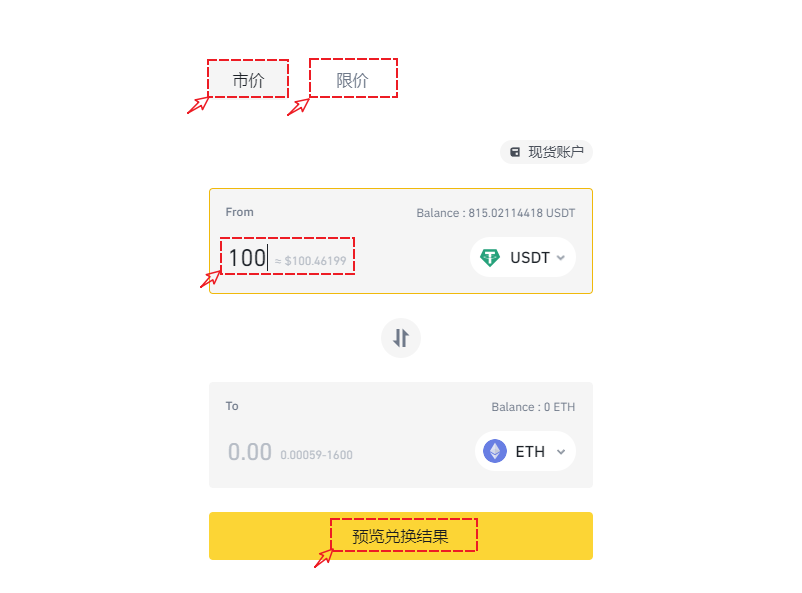 市价
限价
现货账户
From
Balance : 815.02114418 USDT
100 ≈ $100.46199
USDT
To
Balance : 0 ETH
0.00 0.00059-1600
ETH
预览兑换结果